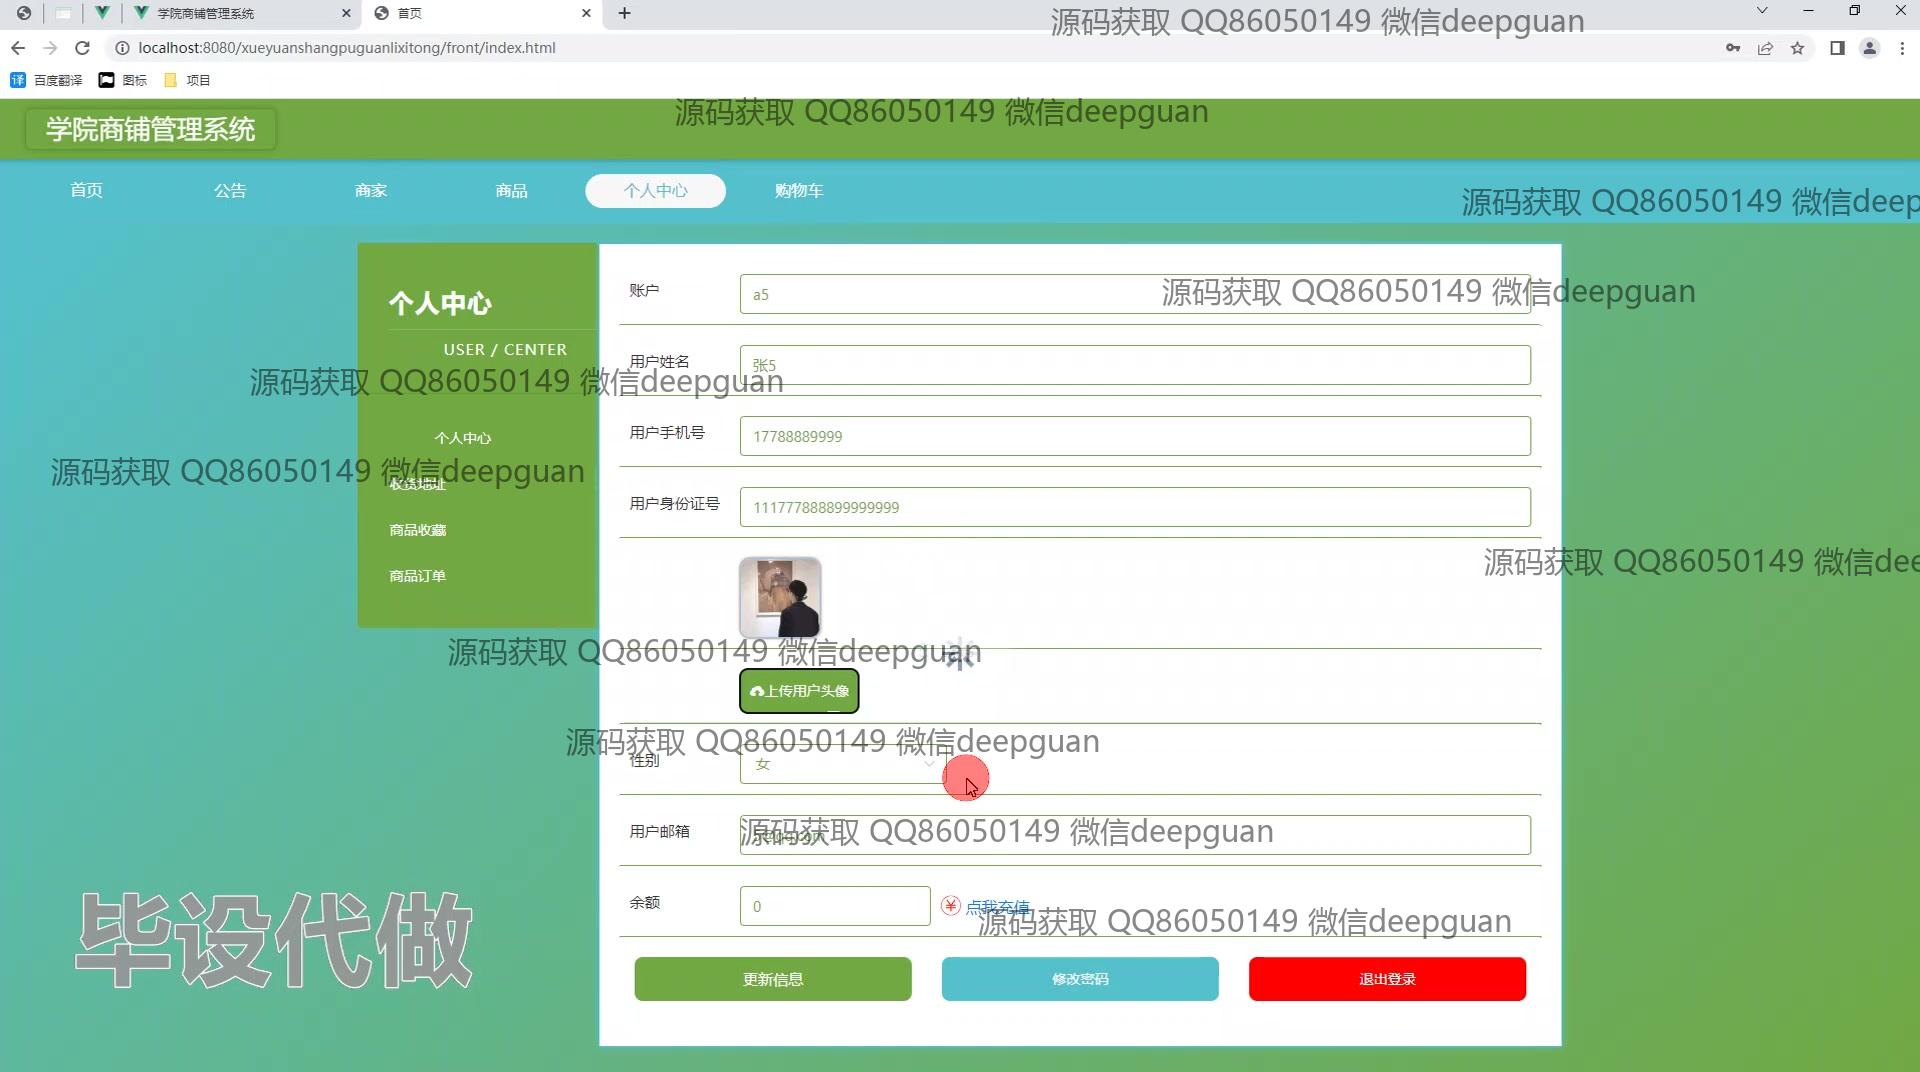 学院商铺管理系统
首页
源码获取 QQ86050149 微信deepguan
localhost:8080/xueyuanshangpuguanlixitong/front/index.html
译 百度翻译
图标
项目
源码获取 QQ86050149 微信deepguan
学院商铺管理系统
首页
公告
商家
商品
个人中心
购物车
源码获取 QQ86050149 微信deep
个人中心
USER / CENTER
账户
a5
源码获取 QQ86050149 微信deepguan
用户姓名
张5
源码获取 QQ86050149 微信deepguan
个人中心
用户手机号
17788889999
源码获取 QQ86050149 微信deepguan
收货地址
用户身份证号
111777888899999999
商品收藏
商品订单
源码获取 QQ86050149 微信dee
源码获取 QQ86050149 微信deepguan
上传用户头像
源码获取 QQ86050149 微信deepguan
性别
女
用户邮箱
源码获取 QQ86050149 微信deepguan
余额
0
¥ 点我充值
源码获取 QQ86050149 微信deepguan
毕设代做
更新信息
修改密码
退出登录